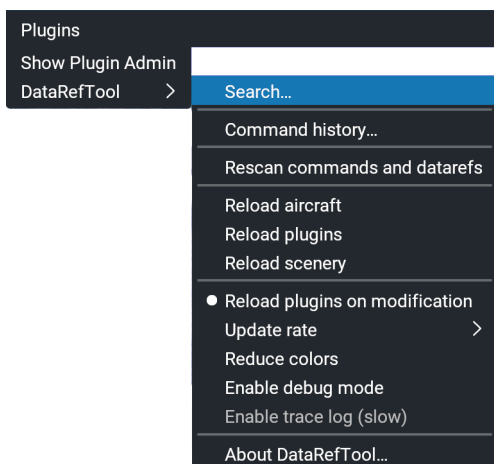 Plugins
Show Plugin Admin
DataRefTool
Search...
Command history...
Rescan commands and datarefs
Reload aircraft
Reload plugins
Reload scenery
Reload plugins on modification
Update rate
Reduce colors
Enable debug mode
Enable trace log (slow)
About DataRefTool...